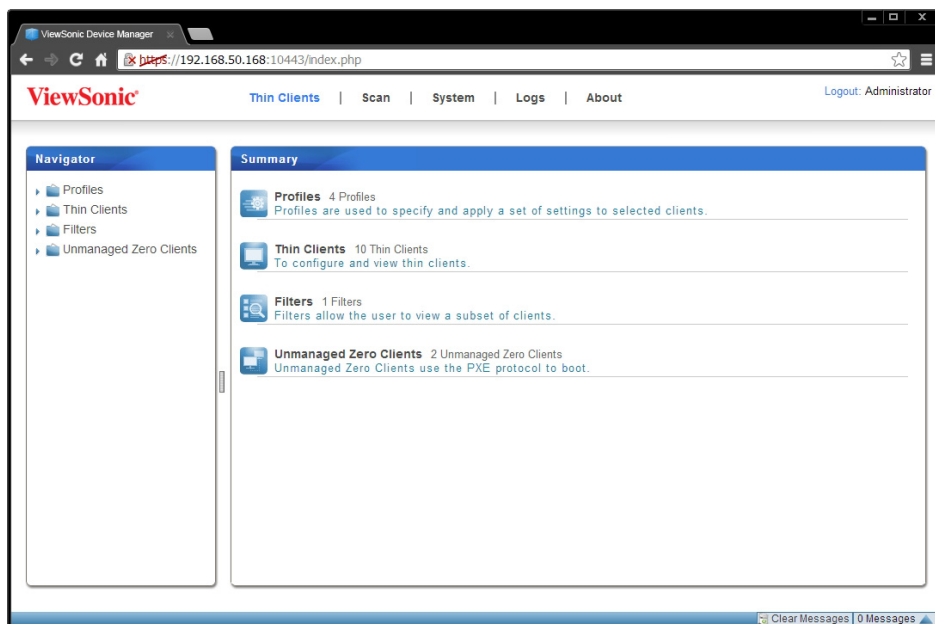 ViewSonic Device Manager
https://192.168.50.168:10443/index.php
ViewSonic®
Thin Clients | Scan | System | Logs | About
Logout: Administrator
Navigator
Profiles
Thin Clients
Filters
Unmanaged Zero Clients
Summary
Profiles 4 Profiles
Profiles are used to specify and apply a set of settings to selected clients.
Thin Clients 10 Thin Clients
To configure and view thin clients.
Filters 1 Filters
Filters allow the user to view a subset of clients.
Unmanaged Zero Clients 2 Unmanaged Zero Clients
Unmanaged Zero Clients use the PXE protocol to boot.
Clear Messages | 0 Messages